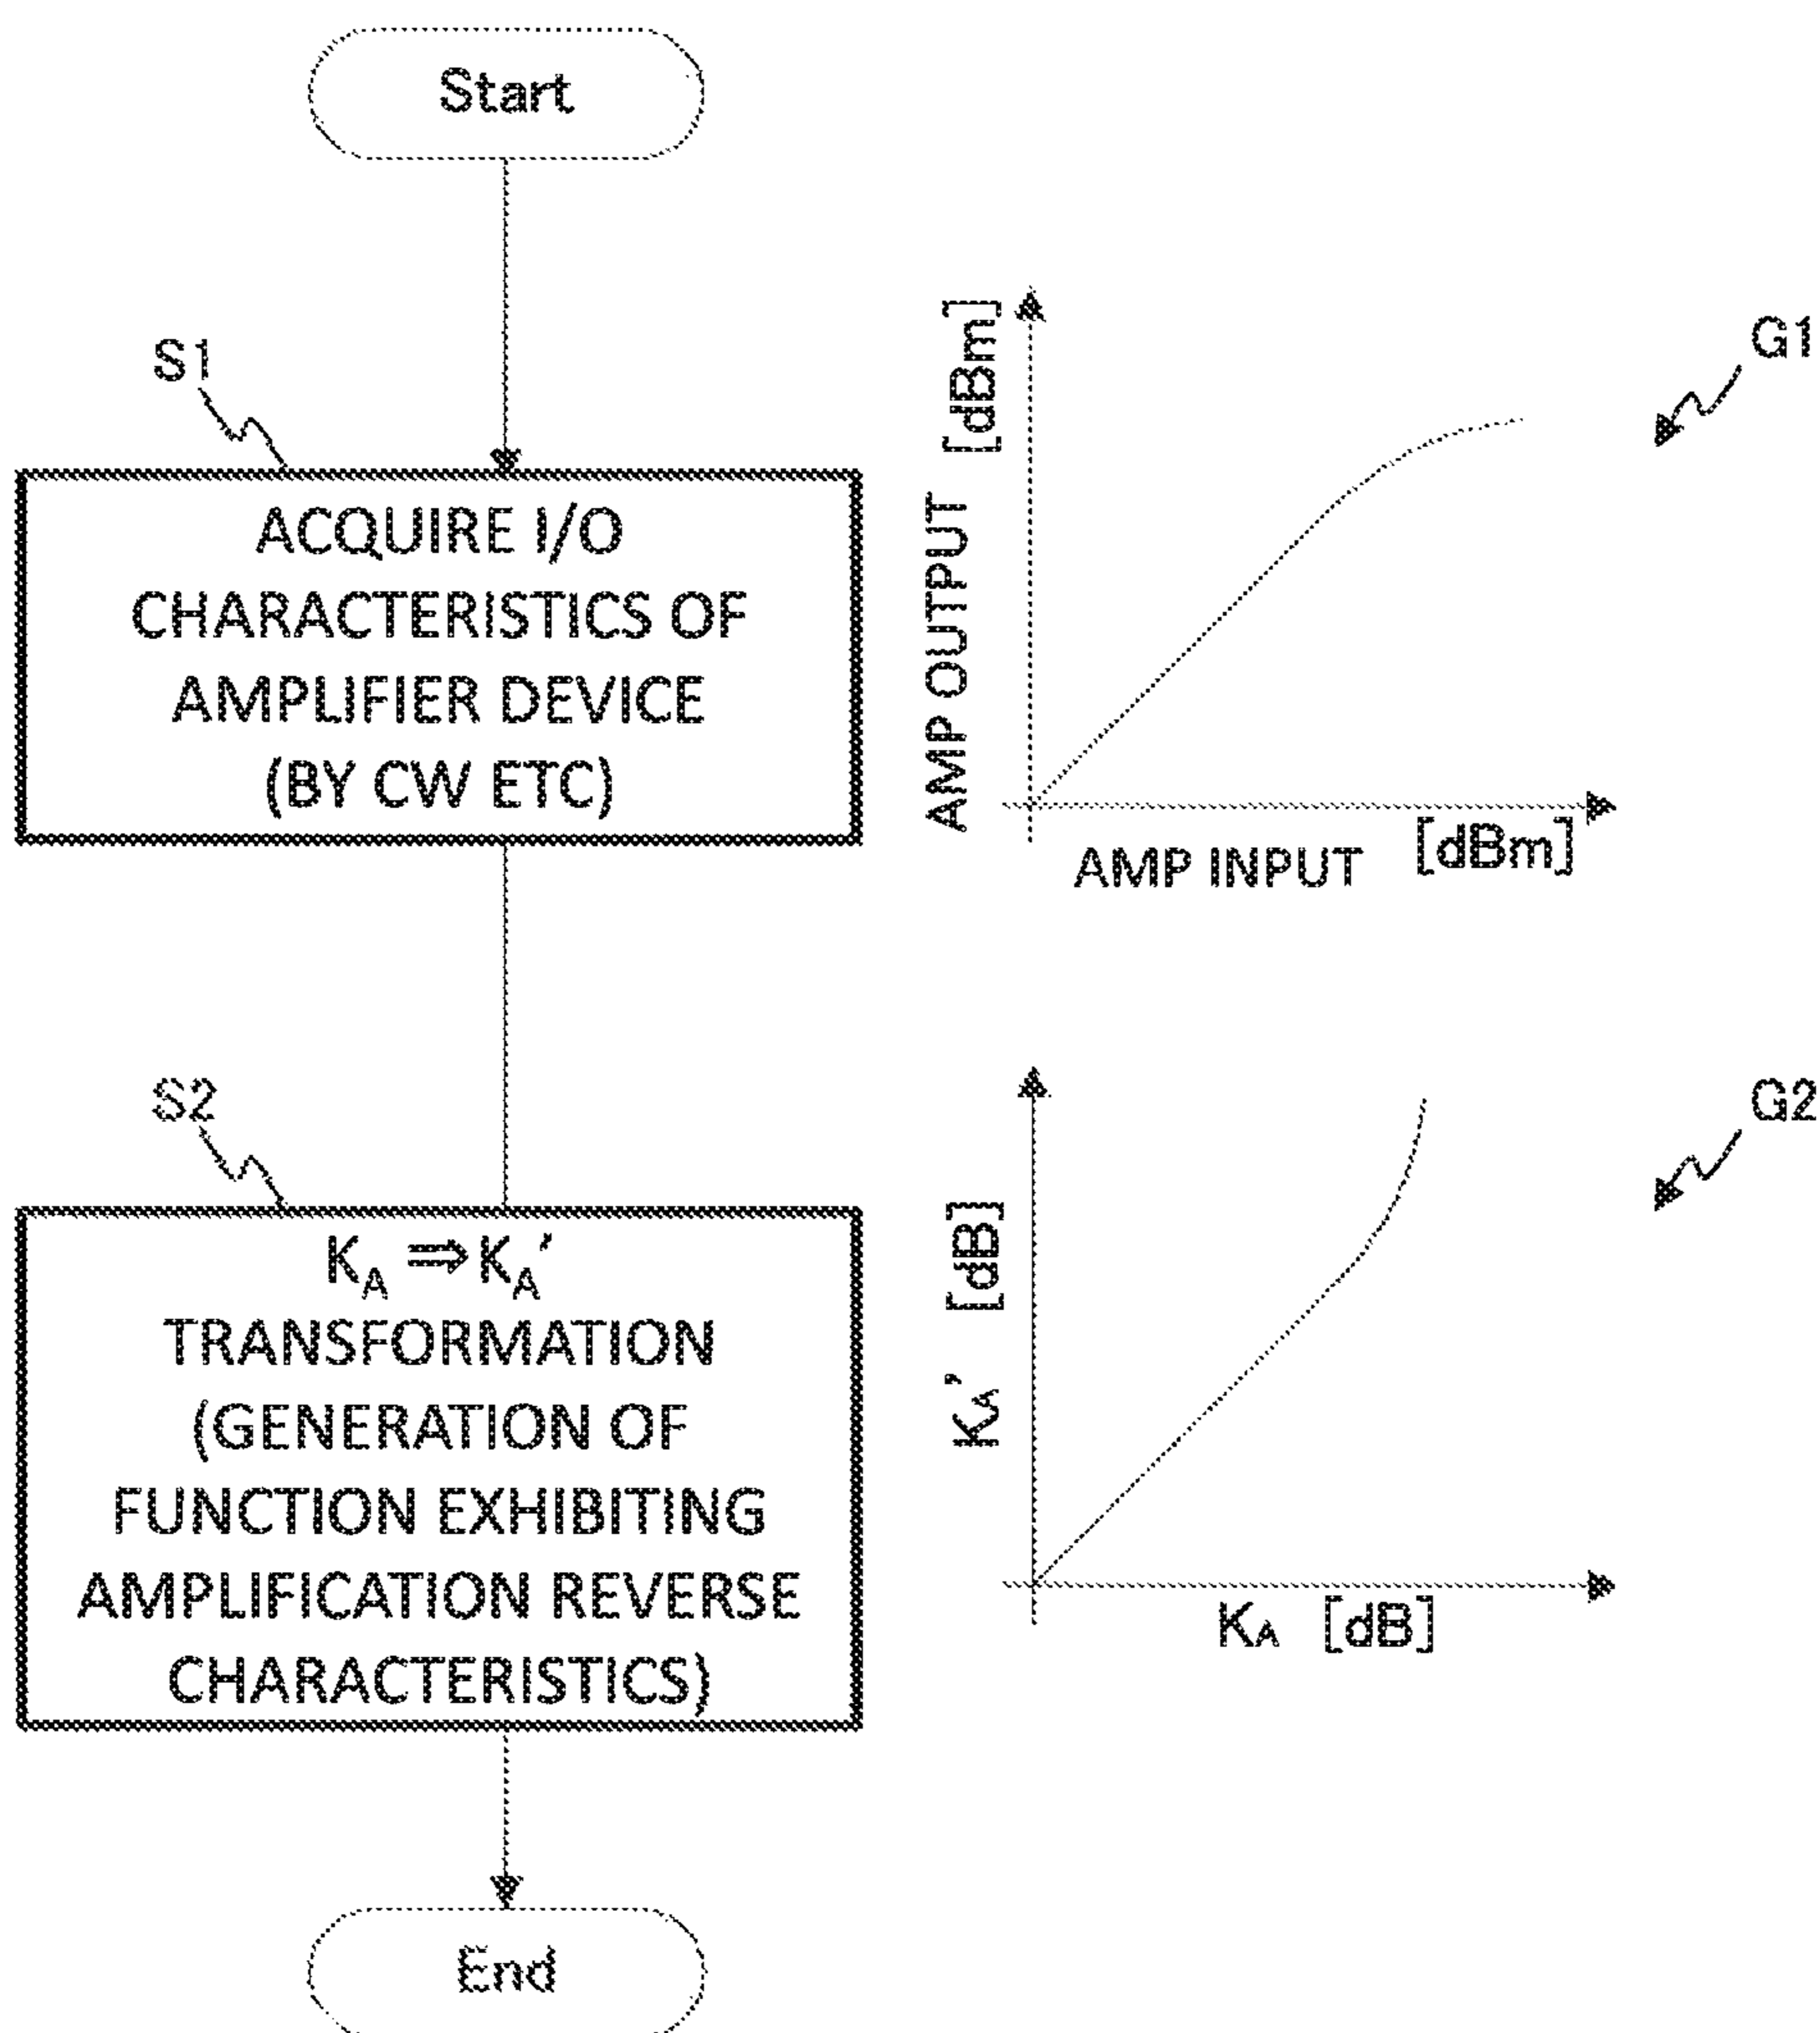 Start
S1
ACQUIRE I/O
CHARACTERISTICS OF
AMPLIFIER DEVICE
(BY CW ETC)
AMP OUTPUT [dBm]
AMP INPUT [dBm]
G1
S2
K_A ⇒ K_A′
TRANSFORMATION
(GENERATION OF
FUNCTION EXHIBITING
AMPLIFICATION REVERSE
CHARACTERISTICS)
K_A' [dB]
K_A [dB]
G2
End